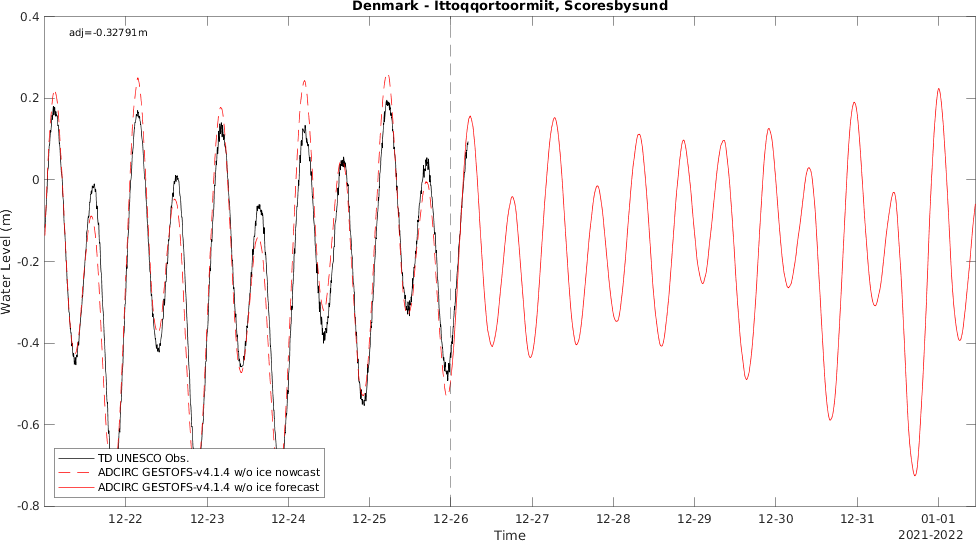 Denmark - Ittoqqortoormiit, Scoresbysund
adj=-0.32791m
0.4
0.2
0
-0.2
-0.4
-0.6
-0.8
Water Level (m)
TD UNESCO Obs.
ADCIRC GESTOFS-v4.1.4 w/o ice nowcast
ADCIRC GESTOFS-v4.1.4 w/o ice forecast
12-22 12-23 12-24 12-25 12-26 12-27 12-28 12-29 12-30 12-31 01-01
Time
2021-2022